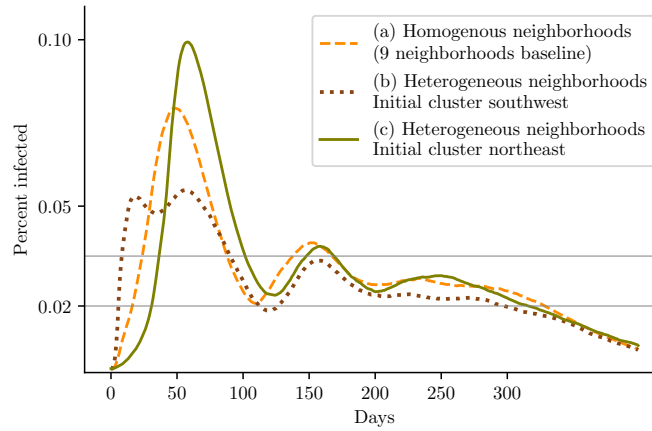 0.10
0.05
0.02
Percent infected
(a) Homogenous neighborhoods
(9 neighborhoods baseline)
(b) Heterogeneous neighborhoods
Initial cluster southwest
(c) Heterogeneous neighborhoods
Initial cluster northeast
0 50 100 150 200 250 300
Days